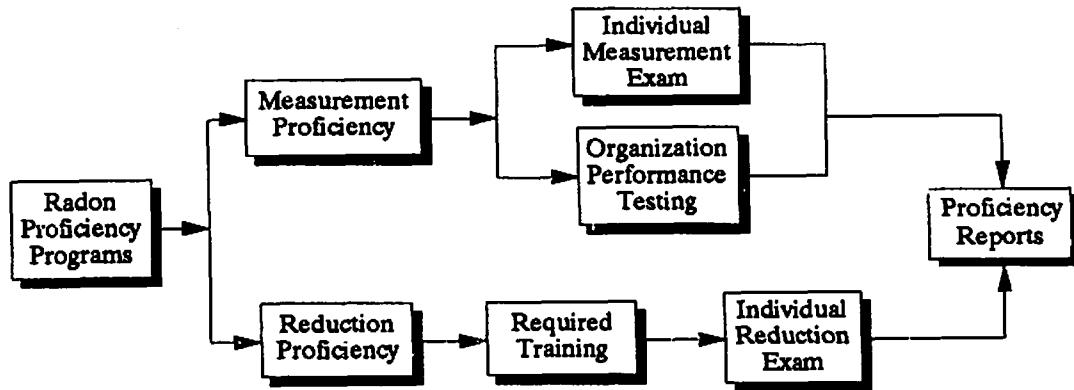 Radon
Proficiency
Programs
Measurement
Proficiency
Individual
Measurement
Exam
Organization
Performance
Testing
Reduction
Proficiency
Required
Training
Individual
Reduction
Exam
Proficiency
Reports